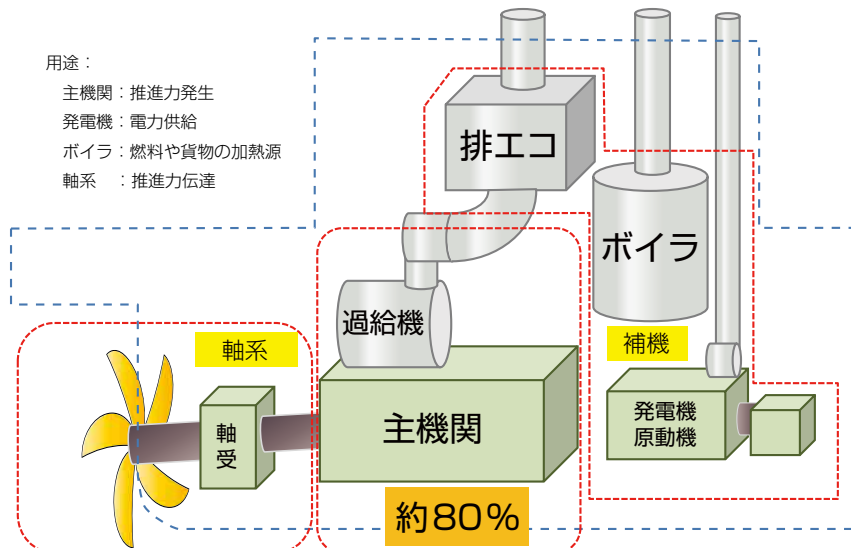 用途：
主機関：推進力発生
発電機：電力供給
ボイラ：燃料や貨物の加熱源
軸系　：推進力伝達
排エコ
ボイラ
過給機
軸系
補機
軸
受
主機関
発電機
原動機
約80%